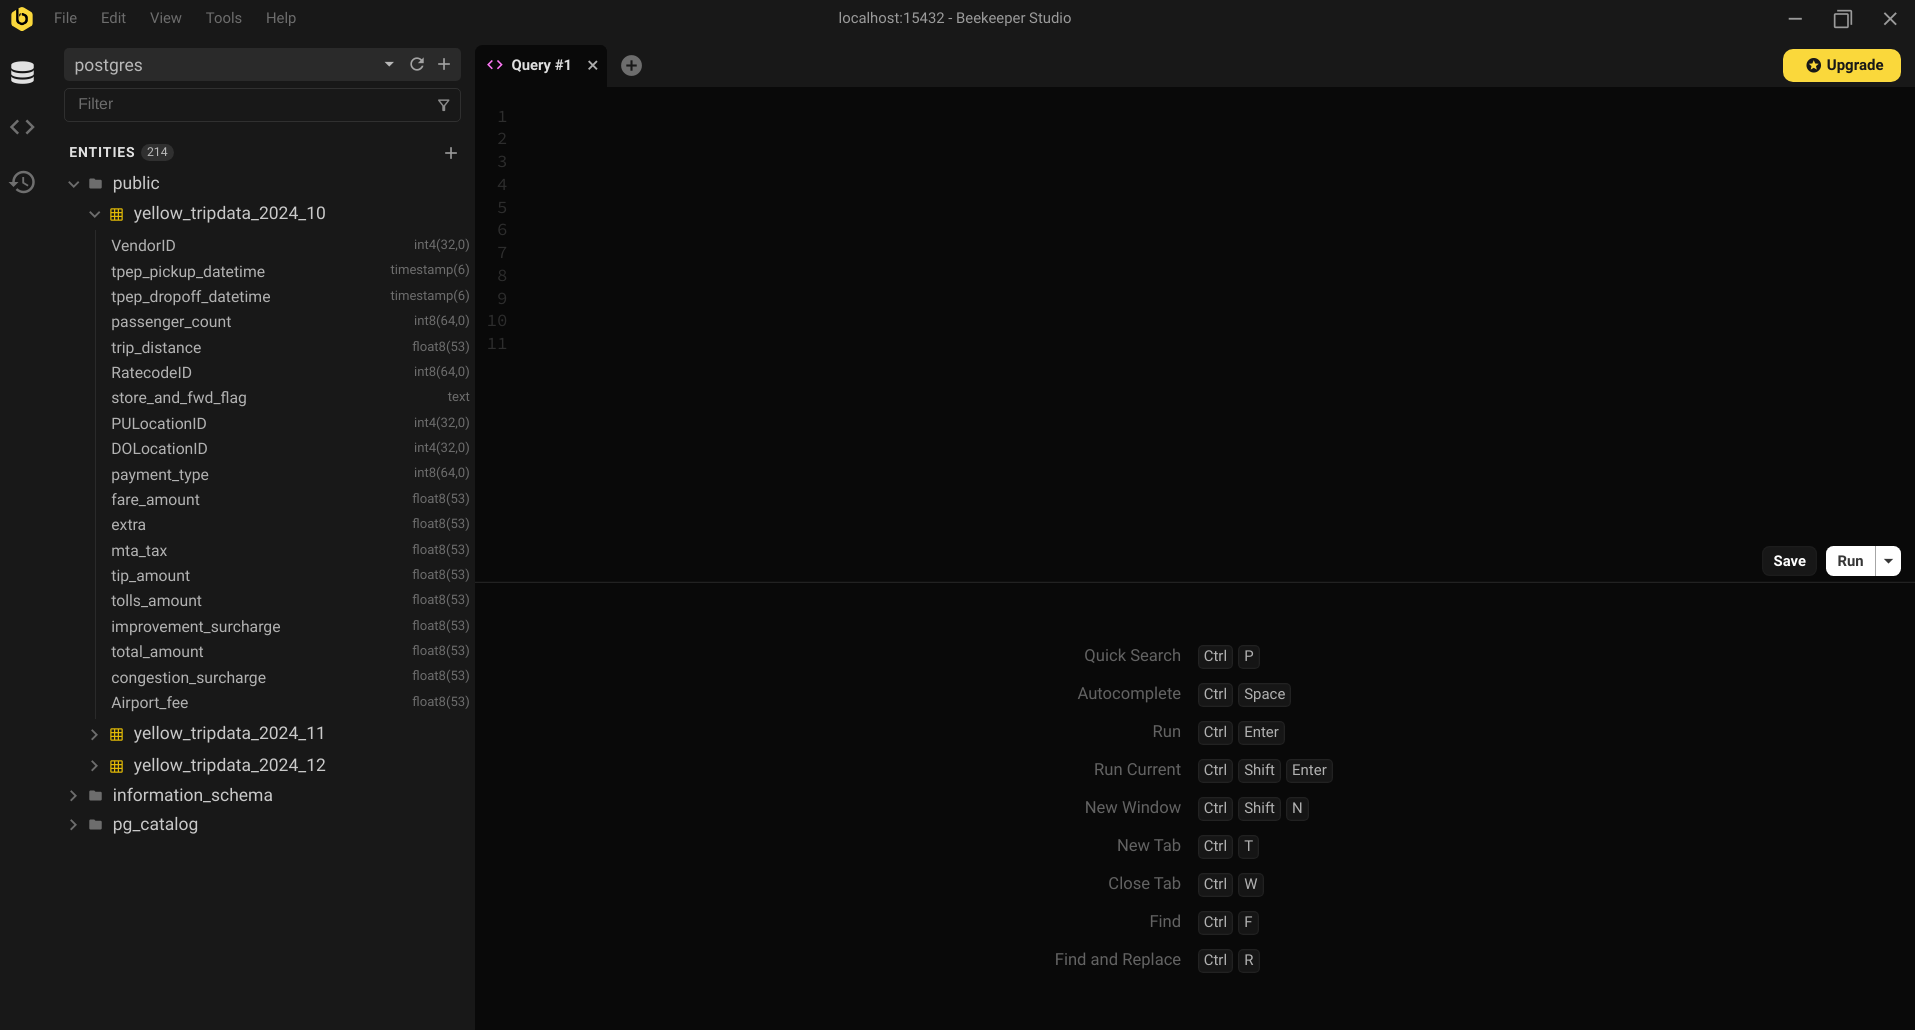 File Edit View Tools Help
localhost:15432 - Beekeeper Studio
postgres
Filter
ENTITIES 214
public
yellow_tripdata_2024_10
VendorID int4(32,0)
tpep_pickup_datetime timestamp(6)
tpep_dropoff_datetime timestamp(6)
passenger_count int8(64,0)
trip_distance float8(53)
RatecodeID int8(64,0)
store_and_fwd_flag text
PULocationID int4(32,0)
DOLocationID int4(32,0)
payment_type int8(64,0)
fare_amount float8(53)
extra float8(53)
mta_tax float8(53)
tip_amount float8(53)
tolls_amount float8(53)
improvement_surcharge float8(53)
total_amount float8(53)
congestion_surcharge float8(53)
Airport_fee float8(53)
yellow_tripdata_2024_11
yellow_tripdata_2024_12
information_schema
pg_catalog
Query #1
Upgrade
1
2
3
4
5
6
7
8
9
10
11
Save Run
Quick Search Ctrl P
Autocomplete Ctrl Space
Run Ctrl Enter
Run Current Ctrl Shift Enter
New Window Ctrl Shift N
New Tab Ctrl T
Close Tab Ctrl W
Find Ctrl F
Find and Replace Ctrl R